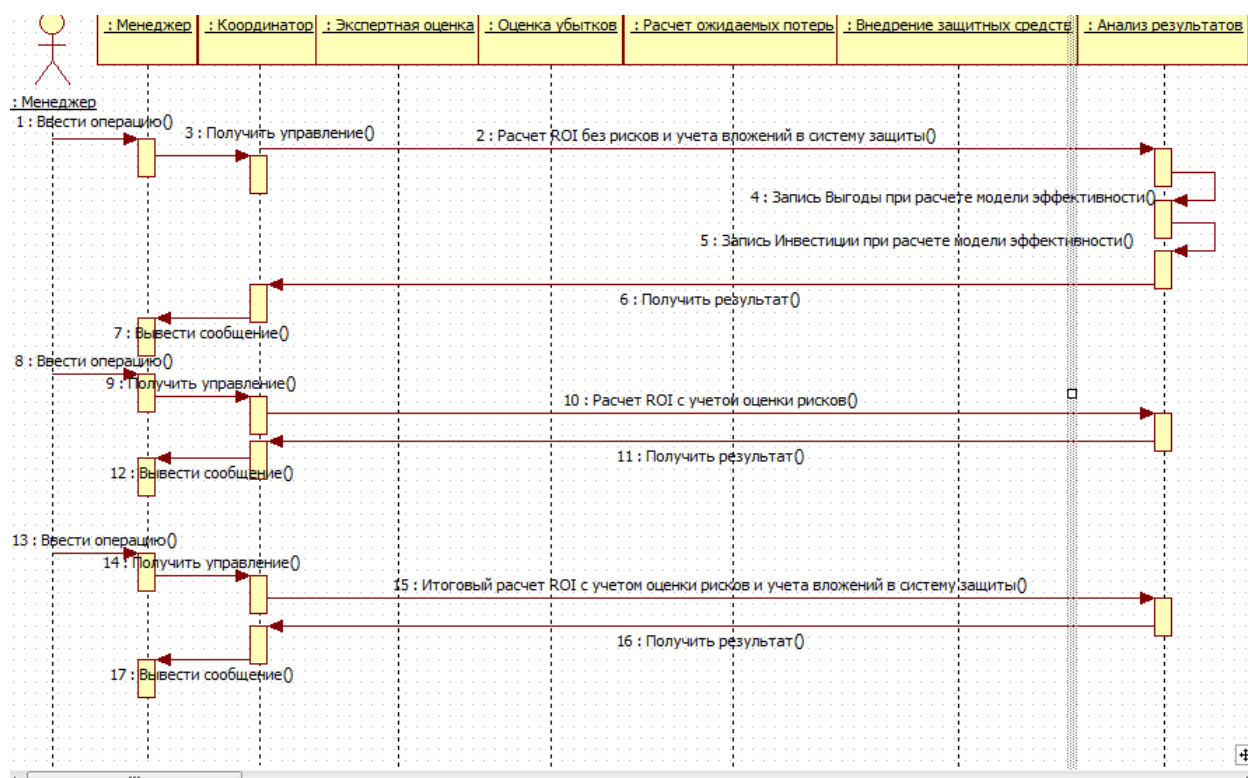 : Менеджер
: Координатор
: Экспертная оценка
: Оценка убытков
: Расчет ожидаемых потерь
: Внедрение защитных средств
: Анализ результатов
: Менеджер
1 : Ввести операцию()
3 : Получить управление()
2 : Расчет ROI без рисков и учета вложений в систему защиты()
4 : Запись Выгоды при расчете модели эффективности()
5 : Запись Инвестиции при расчете модели эффективности()
6 : Получить результат()
7 : Вывести сообщение()
8 : Ввести операцию()
9 : Получить управление()
10 : Расчет ROI с учетои оценки рисков()
11 : Получить результат()
12 : Вывести сообщение()
13 : Ввести операцию()
14 : Получить управление()
15 : Итоговый расчет ROI с учетом оценки рисков и учета вложений в систему защиты()
16 : Получить результат()
17 : Вывести сообщение()